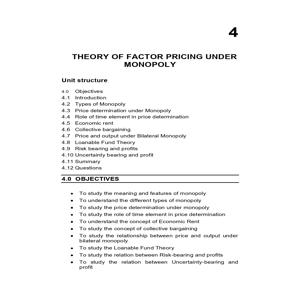 4
THEORY OF FACTOR PRICING UNDER
MONOPOLY
Unit structure
4.0 Objectives
4.1 Introduction
4.2 Types of Monopoly
4.3 Price determination under Monopoly
4.4 Role of time element in price determination
4.5 Economic rent
4.6 Collective bargaining
4.7 Price and output under Bilateral Monopoly
4.8 Loanable Fund Theory
4.9 Risk bearing and profits
4.10 Uncertainty bearing and profit
4.11 Summary
4.12 Questions
4.0 OBJECTIVES
• To study the meaning and features of monopoly
• To understand the different types of monopoly
• To study the price determination under monopoly
• To study the role of time element in price determination
• To understand the concept of Economic Rent
• To study the concept of collective bargaining
• To study the relationship between price and output under
bilateral monopoly
• To study the Loanable Fund Theory
• To study the relation between Risk-bearing and profits
• To study the relation between Uncertainty-bearing and
profit